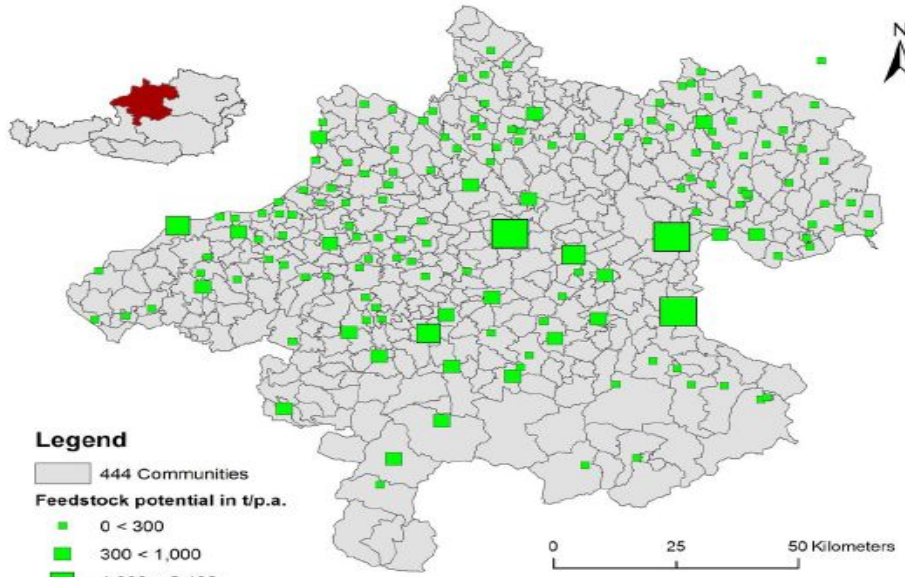 N
Legend
444 Communities
Feedstock potential in t/p.a.
0 < 300
300 < 1,000
0 25 50 Kilometers